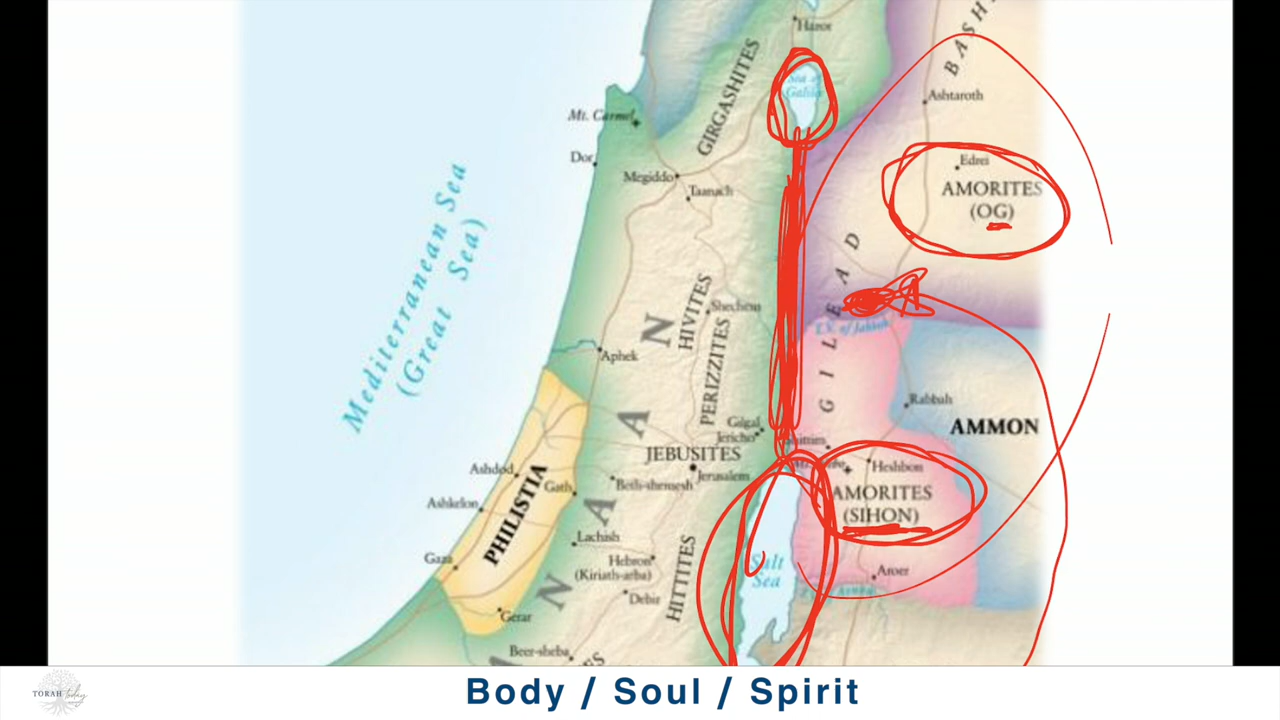 Hazor
BASH
Sea of
Galilee
GIRGASHITES
Ashtaroth
Mt. Carmel
Dor
Edrei
AMORITES
(OG)
Megiddo
Taanach
Mediterranean Sea
(Great Sea)
GILEAD
HIVITES
Shechem
PERIZZITES
Aphek
CANAAN
Rabbah
AMMON
Gilgal
Jericho
JEBUSITES
Jerusalem
Heshbon
AMORITES
(SIHON)
Ashdod
Gath
Beth-shemesh
Ashkelon
PHILISTIA
Lachish
Gaza
Hebron
(Kiriath-arba)
HITTITES
Salt
Sea
Aroer
Debir
Gerar
Beer-sheba
TORAH today
Body / Soul / Spirit